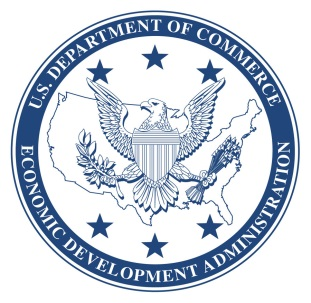 U.S. DEPARTMENT OF COMMERCE
ECONOMIC DEVELOPMENT ADMINISTRATION